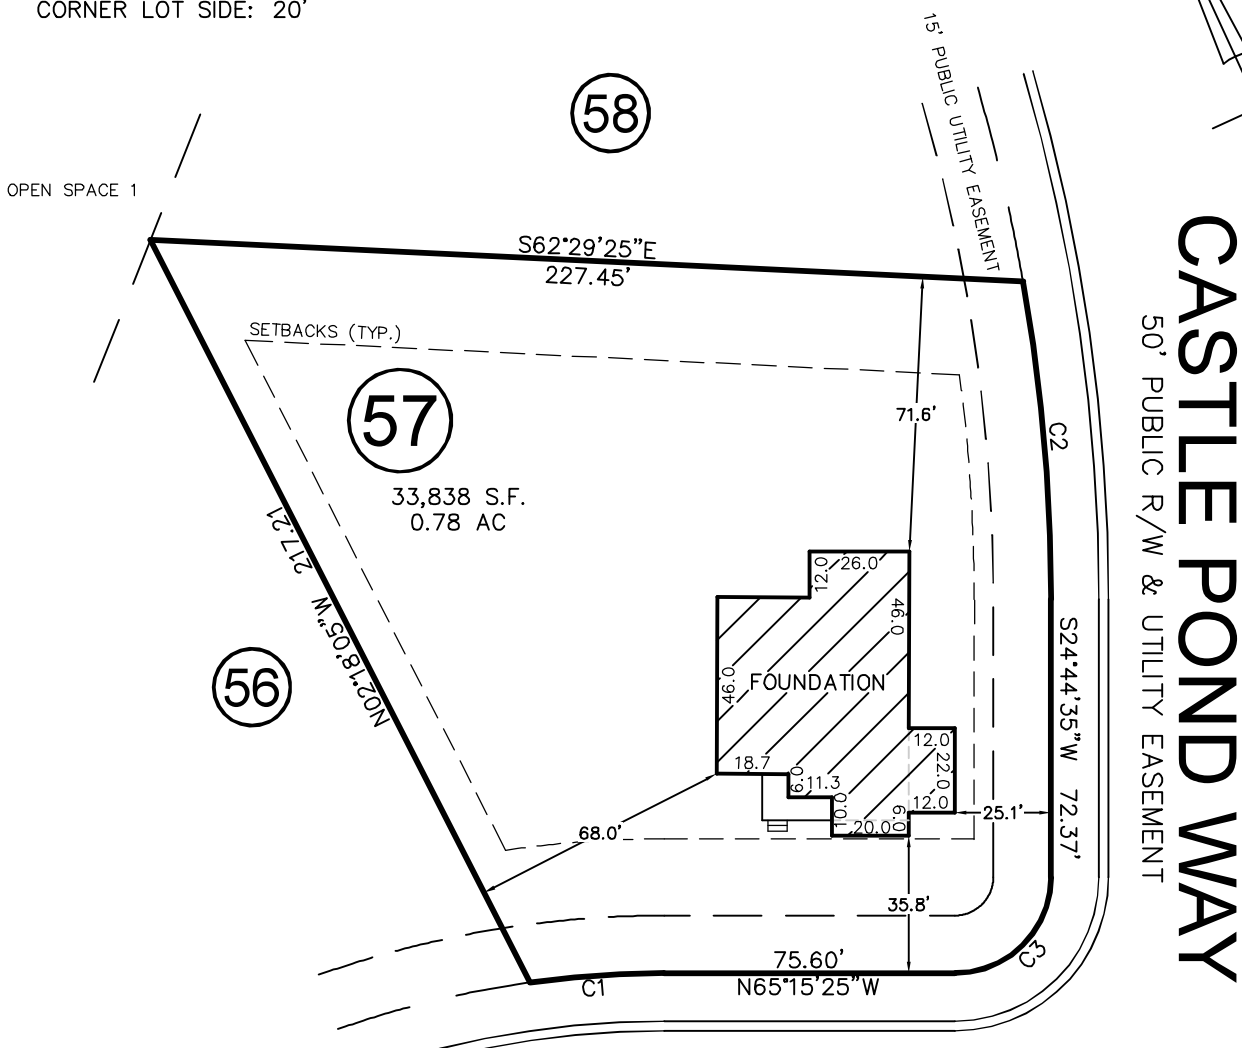 CORNER LOT SIDE: 20'
15' PUBLIC UTILITY EASEMENT
58
OPEN SPACE 1
S62°29'25"E
227.45'
SETBACKS (TYP.)
57
33,838 S.F.
0.78 AC
71.6'
C2
CASTLE POND WAY
50' PUBLIC R/W & UTILITY EASEMENT
217.21
N02°18'05"W
56
12.0
26.0
46.0
46.0
FOUNDATION
12.0
22.0
12.0
18.7
6.0
11.3
10.0
20.0
6.0
25.1'
S24°44'35"W 72.37'
68.0'
35.8'
75.60'
N65°15'25"W
C1
C3